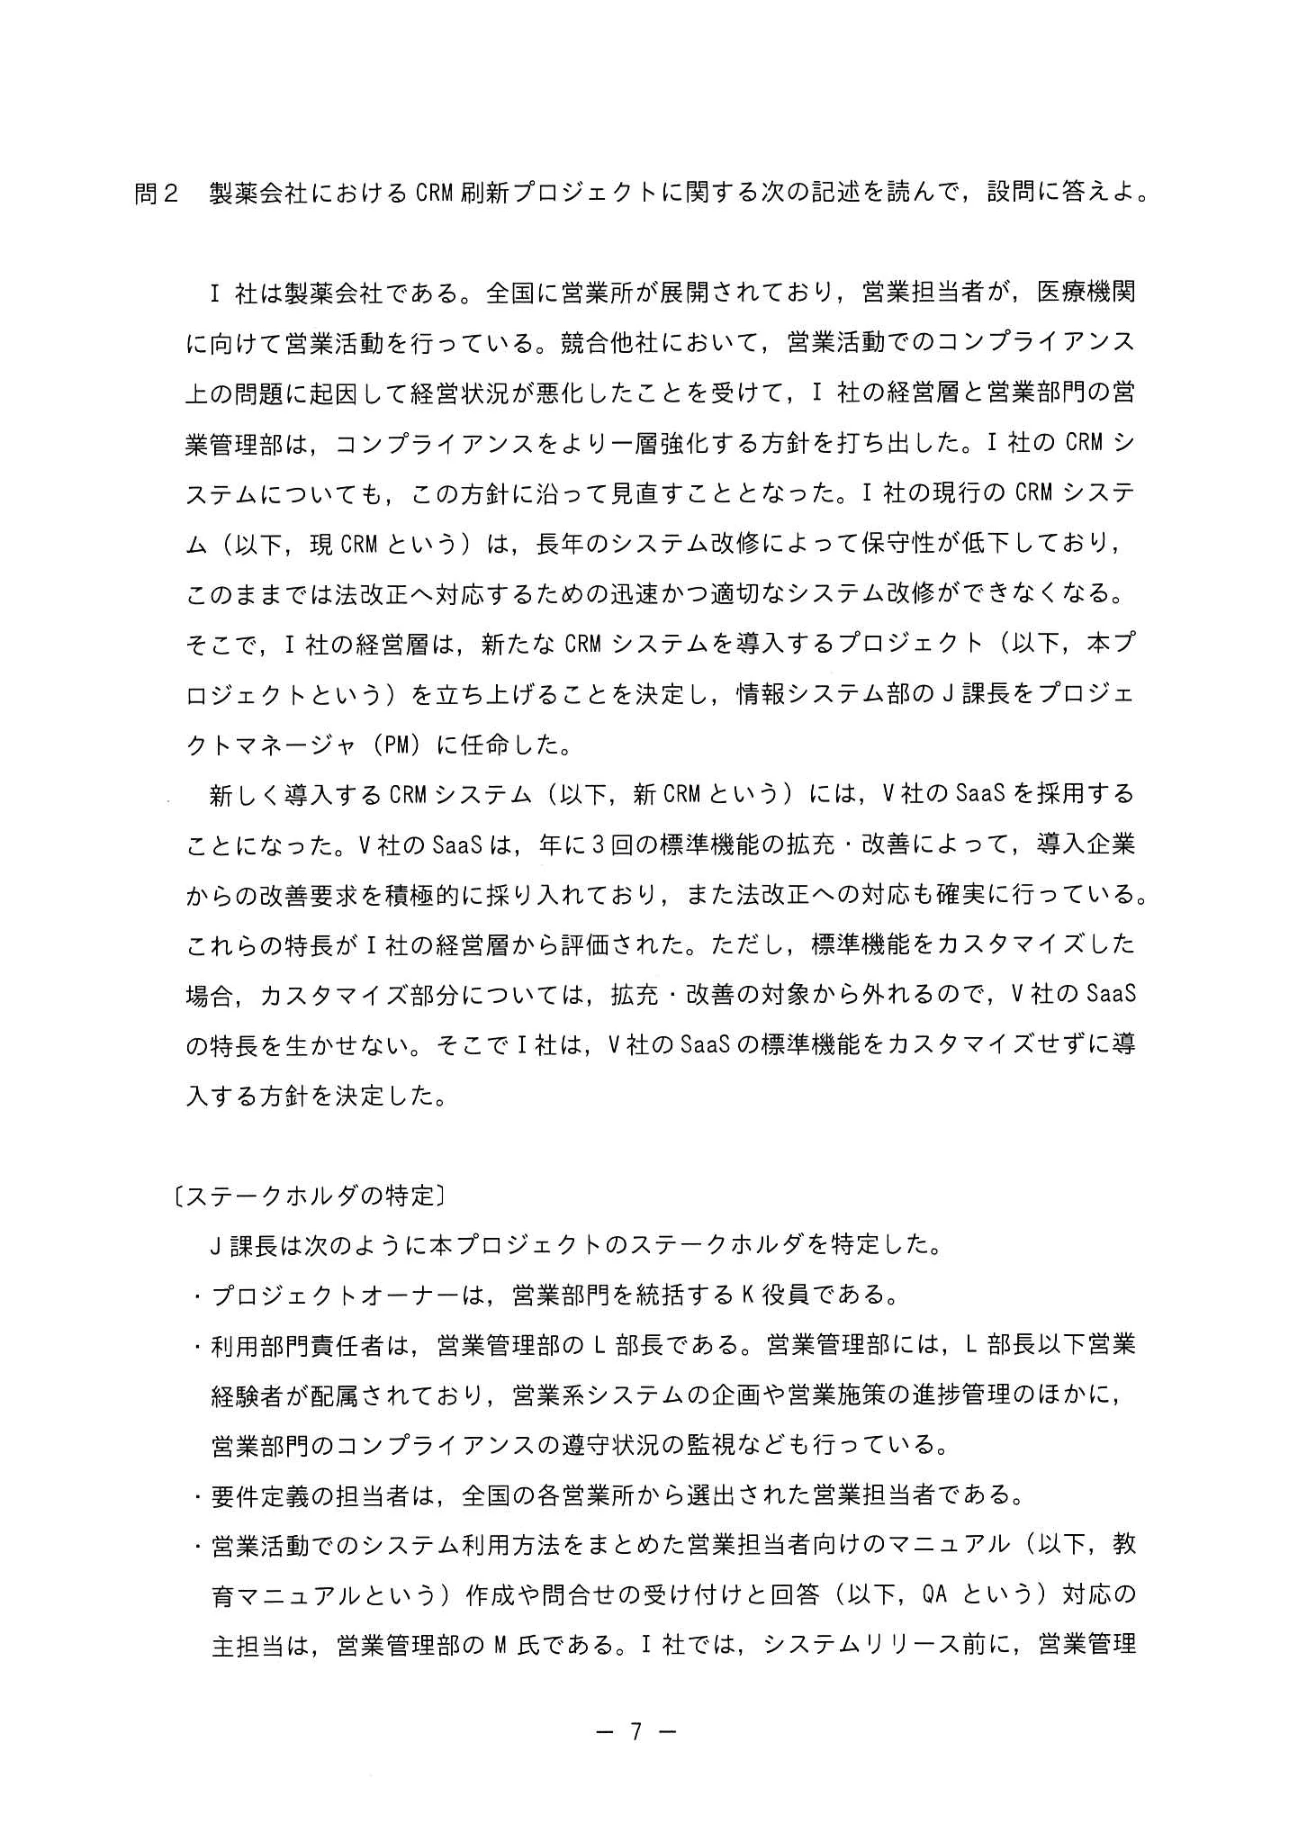 問2 製薬会社における CRM 刷新プロジェクトに関する次の記述を読んで，設問に答えよ。
I 社は製薬会社である。全国に営業所が展開されており，営業担当者が，医療機関
に向けて営業活動を行っている。競合他社において，営業活動でのコンプライアンス
上の問題に起因して経営状況が悪化したことを受けて，I 社の経営層と営業部門の営
業管理部は，コンプライアンスをより一層強化する方針を打ち出した。I 社の CRM シ
ステムについても，この方針に沿って見直すこととなった。I 社の現行の CRM システ
ム（以下，現 CRM という）は，長年のシステム改修によって保守性が低下しており，
このままでは法改正へ対応するための迅速かつ適切なシステム改修ができなくなる。
そこで，I 社の経営層は，新たな CRM システムを導入するプロジェクト（以下，本プ
ロジェクトという）を立ち上げることを決定し，情報システム部の J 課長をプロジェ
クトマネージャ（PM）に任命した。
新しく導入する CRM システム（以下，新 CRM という）には，V 社の SaaS を採用する
ことになった。V 社の SaaS は，年に 3 回の標準機能の拡充・改善によって，導入企業
からの改善要求を積極的に採り入れており，また法改正への対応も確実に行っている。
これらの特長が I 社の経営層から評価された。ただし，標準機能をカスタマイズした
場合，カスタマイズ部分については，拡充・改善の対象から外れるので，V 社の SaaS
の特長を生かせない。そこで I 社は，V 社の SaaS の標準機能をカスタマイズせずに導
入する方針を決定した。
〔ステークホルダの特定〕
J 課長は次のように本プロジェクトのステークホルダを特定した。
・プロジェクトオーナーは，営業部門を統括する K 役員である。
・利用部門責任者は，営業管理部の L 部長である。営業管理部には，L 部長以下営業
経験者が配属されており，営業系システムの企画や営業施策の進捗管理のほかに，
営業部門のコンプライアンスの遵守状況の監視なども行っている。
・要件定義の担当者は，全国の各営業所から選出された営業担当者である。
・営業活動でのシステム利用方法をまとめた営業担当者向けのマニュアル（以下，教
育マニュアルという）作成や問合せの受け付けと回答（以下，QA という）対応の
主担当は，営業管理部の M 氏である。I 社では，システムリリース前に，営業管理
－ 7 －